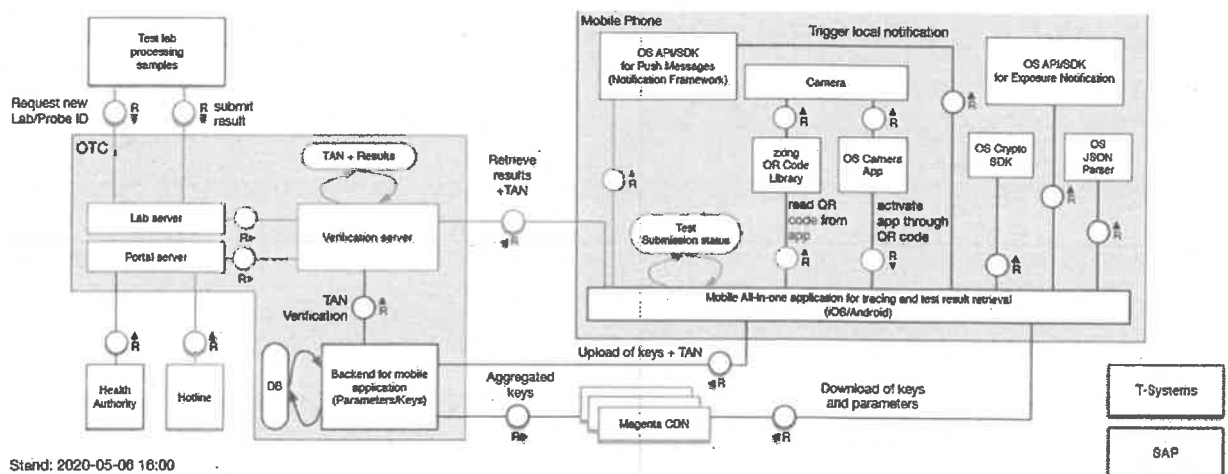 Mobile Phone
Test lab
processing
samples
OS API/SDK
for Push Messages
(Notification Framework)
Trigger local notification
OS API/SDK
for Exposure Notification
Camera
Request new
Lab/Probe ID
R
R
submit
result
R
R
R
OTC
TAN + Results
Retrieve
results
+TAN
R
zxing
QR Code
Library
OS Camera
App
OS Crypto
SDK
OS
JSON
Parser
Lab server
R
Verification server
R
read QR
code from
app
activate
app through
QR code
R
R
Test
Submission status
Portal server
R
R
R
R
Mobile All-in-one application for tracing and test result retrieval
(iOS/Android)
TAN
Verification
R
R
R
Upload of keys + TAN
R
Health
Authority
Hotline
DB
Backend for mobile
application
(Parameters/Keys)
Aggregated
keys
R
Magenta CDN
Download of keys
and parameters
R
T-Systems
SAP
Stand: 2020-05-06 16:00